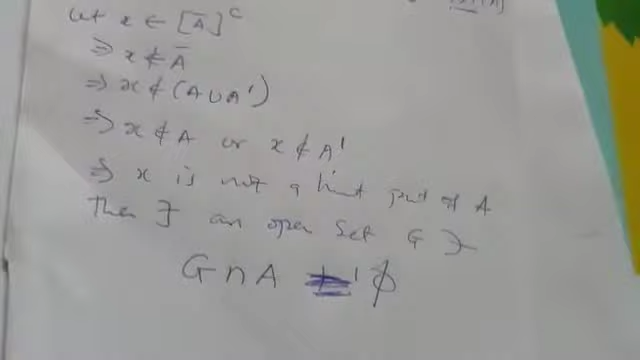 Let x ∈ [Ā]ᶜ
⇒ x ∉ Ā
⇒ x ∉ (A ∪ A')
⇒ x ∉ A or x ∉ A'
⇒ x is not a limit point of A
Then ∃ an open set G ∋
G ∩ A ϕ